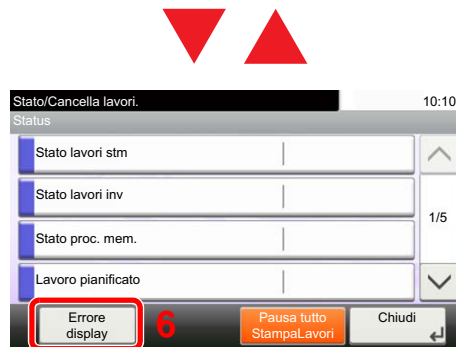 Stato/Cancella lavori.
10:10
Status
Stato lavori stm
Stato lavori inv
1/5
Stato proc. mem.
Lavoro pianificato
Errore
display
6
Pausa tutto
StampaLavori
Chiudi